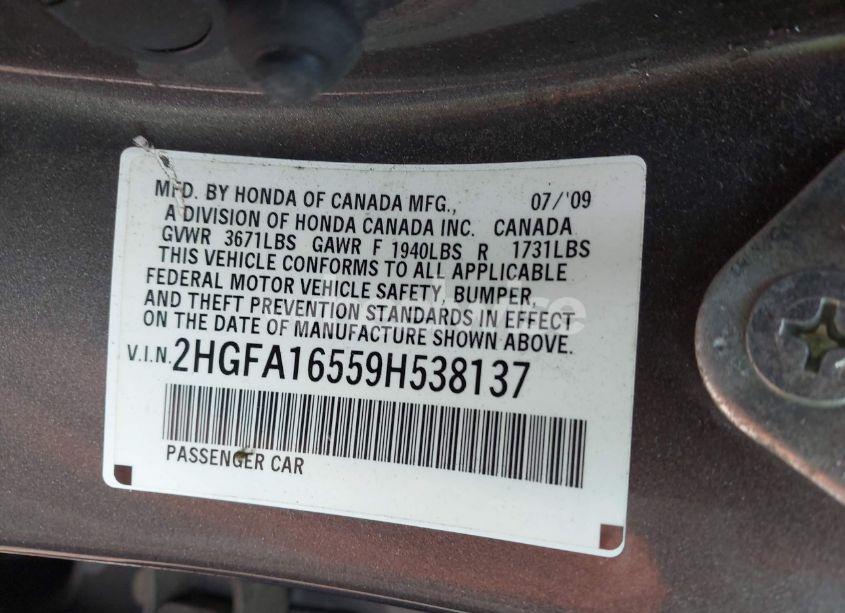 MFD. BY HONDA OF CANADA MFG., 07/'09
A DIVISION OF HONDA CANADA INC. CANADA
GVWR 3671LBS GAWR F 1940LBS R 1731LBS
THIS VEHICLE CONFORMS TO ALL APPLICABLE
FEDERAL MOTOR VEHICLE SAFETY, BUMPER,
AND THEFT PREVENTION STANDARDS IN EFFECT
ON THE DATE OF MANUFACTURE SHOWN ABOVE.
V.I.N. 2HGFA16559H538137
PASSENGER CAR